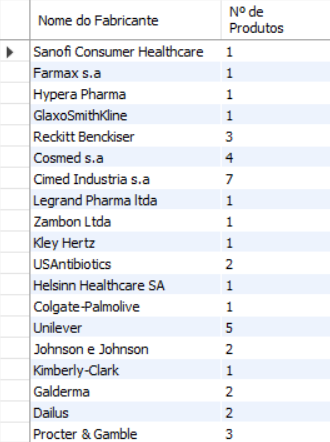 Nome do Fabricante Nº de Produtos
Sanofi Consumer Healthcare 1
Farmax s.a 1
Hypera Pharma 1
GlaxoSmithKline 1
Reckitt Benckiser 3
Cosmed s.a 4
Cimed Industria s.a 7
Legrand Pharma ltda 1
Zambon Ltda 1
Kley Hertz 1
USAntibiotics 2
Helsinn Healthcare SA 1
Colgate-Palmolive 1
Unilever 5
Johnson e Johnson 2
Kimberly-Clark 1
Galderma 2
Dailus 2
Procter & Gamble 3